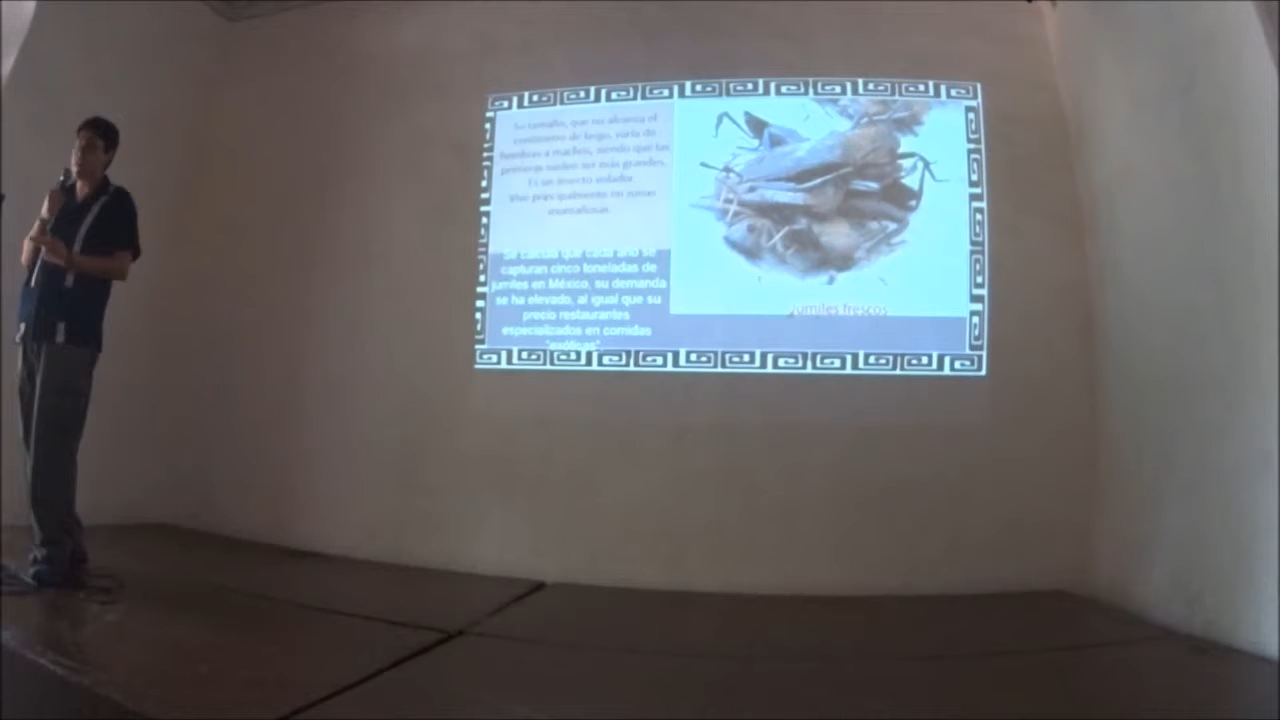 Su tamaño, que no alcanza el
centímetro de largo, varía de
hembras a machos, siendo que las
primeras suelen ser más grandes.
Es un insecto volador.
Vive principalmente en zonas
montañosas.
Se calcula que cada año se
capturan cinco toneladas de
jumiles en México, su demanda
se ha elevado, al igual que su
precio restaurantes
especializados en comidas
"exóticas".
Jumiles frescos